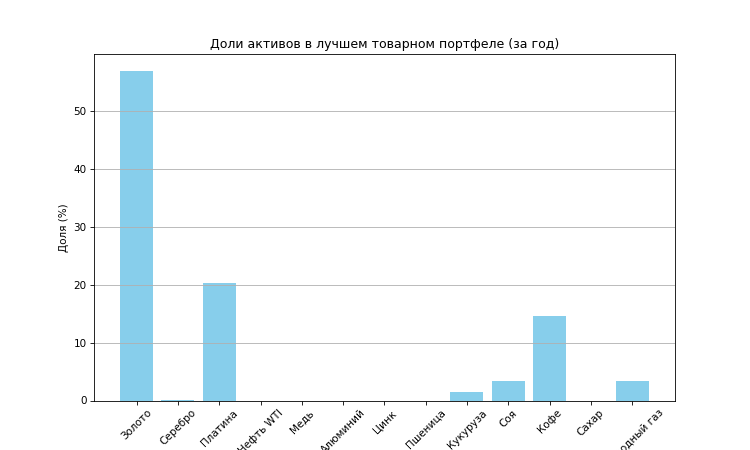 Доли активов в лучшем товарном портфеле (за год)
Доля (%)
50
40
30
20
10
0
Золото
Серебро
Платина
Нефть WTI
Медь
Алюминий
Цинк
Пшеница
Кукуруза
Соя
Кофе
Сахар
одный газ